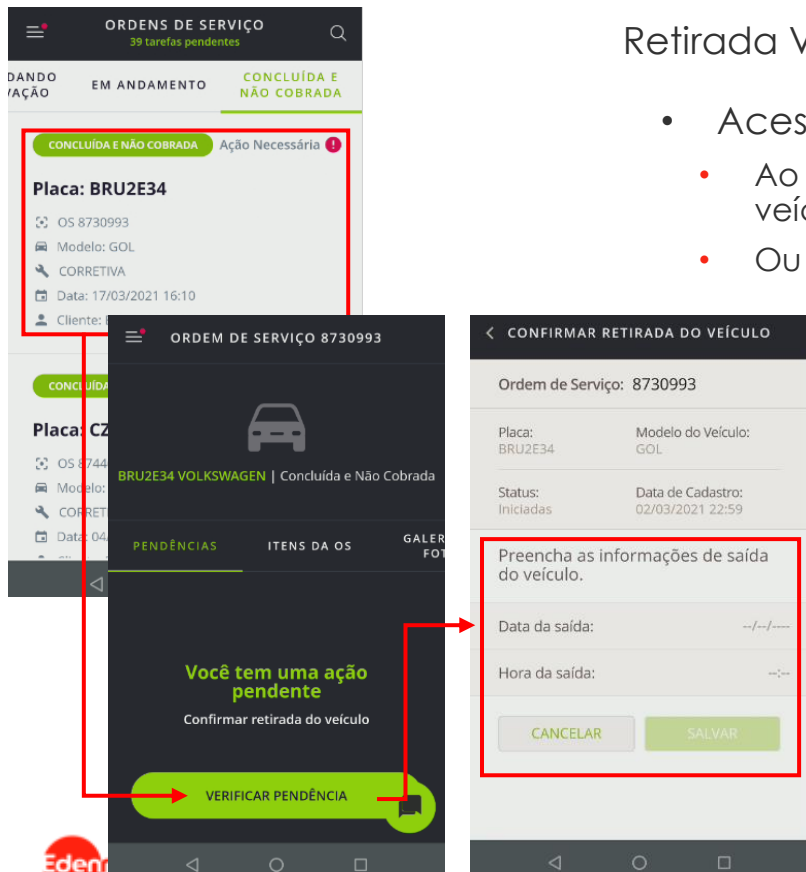 ORDENS DE SERVIÇO
39 tarefas pendentes
DANDO
VAÇÃO
EM ANDAMENTO
CONCLUÍDA E
NÃO COBRADA
CONCLUÍDA E NÃO COBRADA
Ação Necessária
Placa: BRU2E34
OS 8730993
Modelo: GOL
CORRETIVA
Data: 17/03/2021 16:10
Cliente:
CONCLUÍDA
Placa: CZ
OS 8744
Modelo:
CORRETI
Data: 04
ORDEM DE SERVIÇO 8730993
BRU2E34 VOLKSWAGEN | Concluída e Não Cobrada
PENDÊNCIAS
ITENS DA OS
GALER
FOT
Você tem uma ação
pendente
Confirmar retirada do veículo
VERIFICAR PENDÊNCIA
Retirada V
• Aces
• Ao
veíc
• Ou
CONFIRMAR RETIRADA DO VEÍCULO
Ordem de Serviço: 8730993
Placa:
BRU2E34
Modelo do Veículo:
GOL
Status:
Iniciadas
Data de Cadastro:
02/03/2021 22:59
Preencha as informações de saída
do veículo.
Data da saída: --/--/----
Hora da saída: --:--
CANCELAR
SALVAR
Edenr